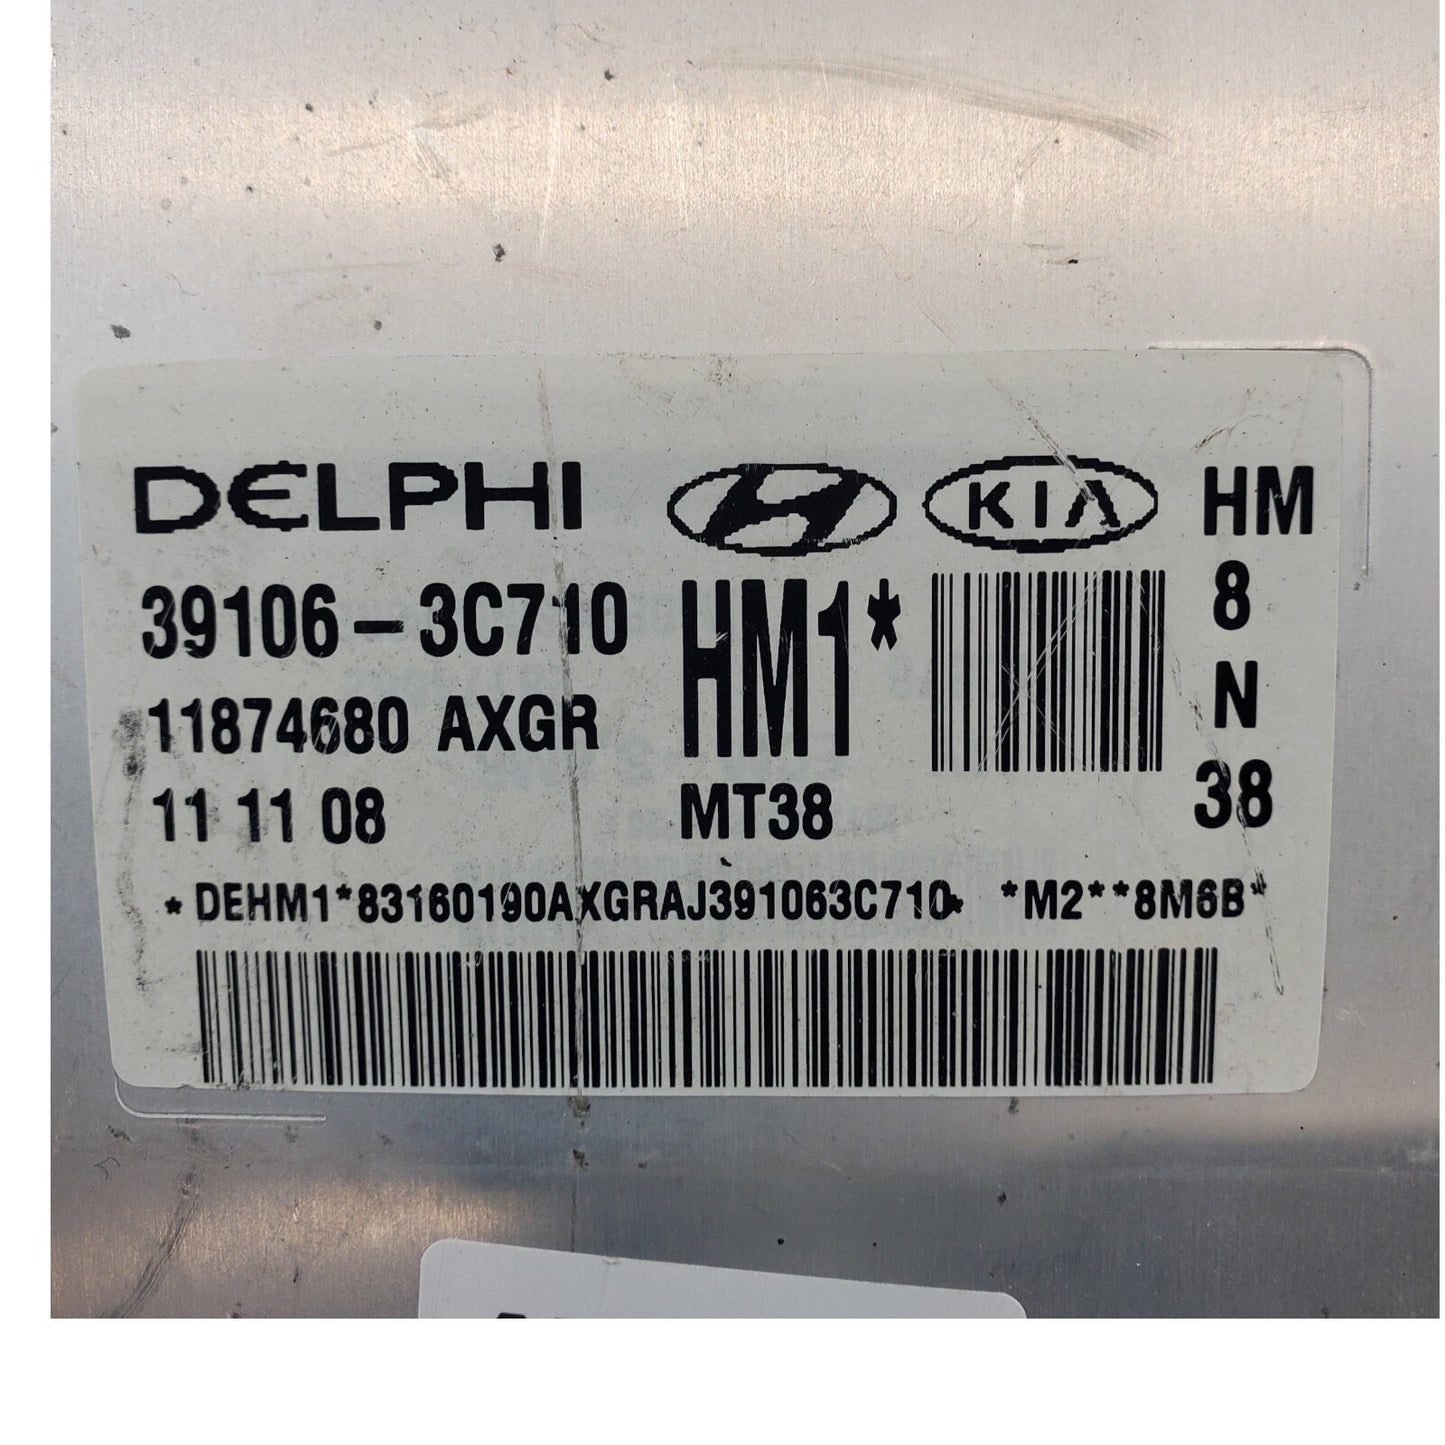 DELPHI KIA HM
39106-3C710 HM1* 8
11874680 AXGR N
11 11 08 MT38 38
*DEHM1*83160190AXGRAJ391063C710* *M2**8M6B*